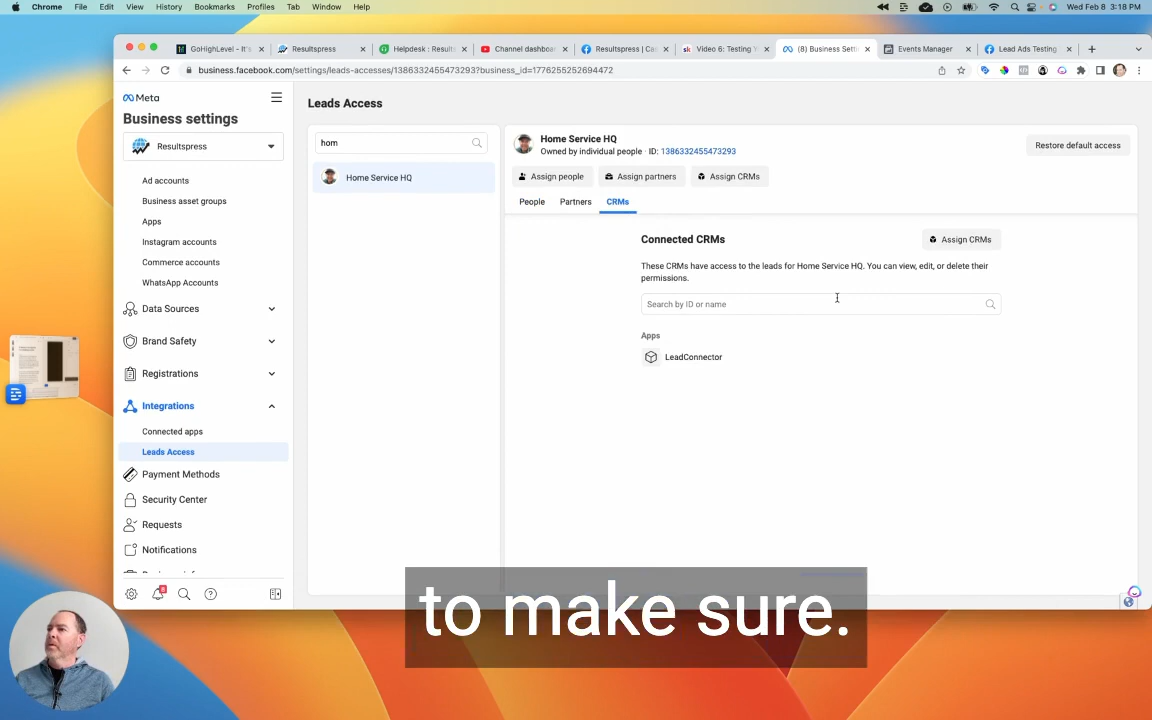 Chrome File Edit View History Bookmarks Profiles Tab Window Help
Wed Feb 8 3:18 PM
GoHighLevel - It's
Resultspress
Helpdesk : Result
Channel dashboa
Resultspress | Ca
Video 6: Testing Y
(8) Business Sett
Events Manager
Lead Ads Testing
business.facebook.com/settings/leads-accesses/1386332455473293?business_id=1776255252694472
Meta
Business settings
Resultspress
Ad accounts
Business asset groups
Apps
Instagram accounts
Commerce accounts
WhatsApp Accounts
Data Sources
Brand Safety
Registrations
Integrations
Connected apps
Leads Access
Payment Methods
Security Center
Requests
Notifications
Leads Access
hom
Home Service HQ
Home Service HQ
Owned by individual people · ID: 1386332455473293
Restore default access
Assign people
Assign partners
Assign CRMs
People
Partners
CRMs
Connected CRMs
Assign CRMs
These CRMs have access to the leads for Home Service HQ. You can view, edit, or delete their
permissions.
Search by ID or name
Apps
LeadConnector
to make sure.